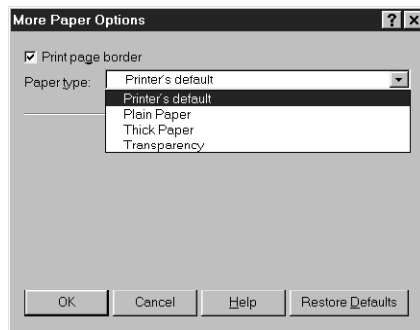 More Paper Options
Print page border
Paper type: Printer's default
Printer's default
Plain Paper
Thick Paper
Transparency
OK Cancel Help Restore Defaults